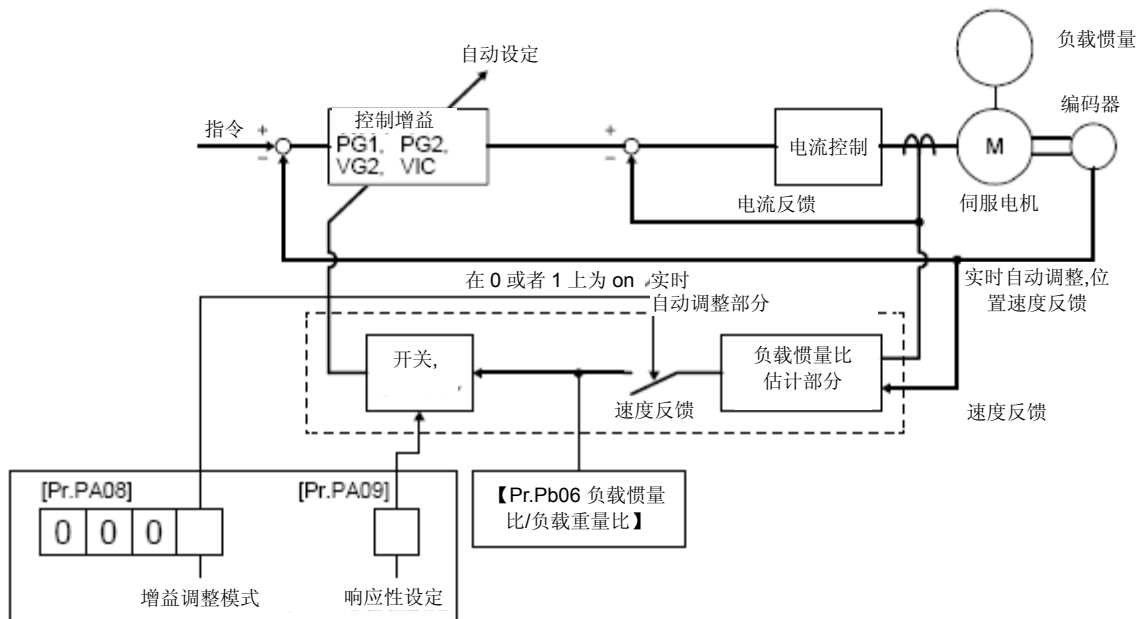 负载惯量
自动设定
编码器
指令
+
−
控制增益
PG1, PG2,
VG2, VIC
+
−
电流控制
M
电流反馈
伺服电机
在 0 或者 1 上为 on 实时
自动调整部分
实时自动调整,位
置速度反馈
开关,
负载惯量比
估计部分
速度反馈
速度反馈
[Pr.PA08]
[Pr.PA09]
【Pr.Pb06 负载惯量
比/负载重量比】
0 0 0
增益调整模式
响应性设定